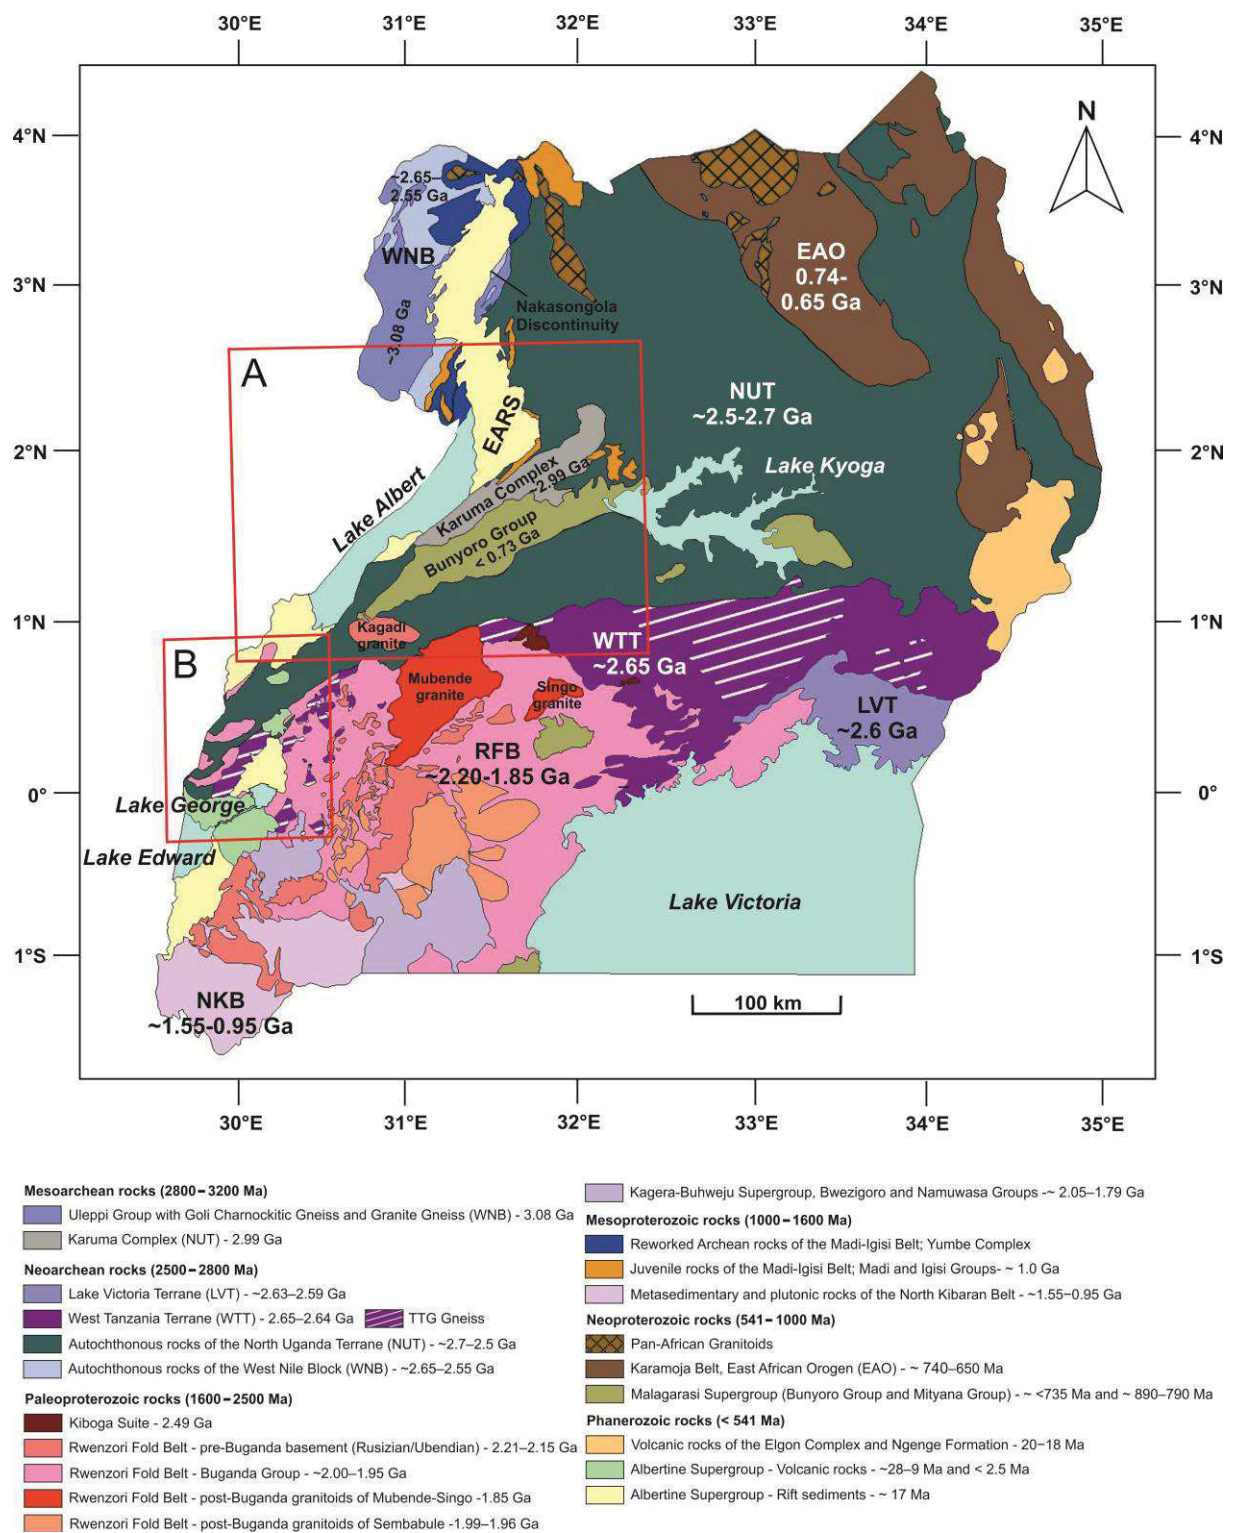 30°E 31°E 32°E 33°E 34°E 35°E
N
4°N 4°N
~2.65–
2.55 Ga
WNB
EAO
0.74-
0.65 Ga
3°N 3°N
Nakasongola
Discontinuity
~3.08 Ga
A
NUT
~2.5-2.7 Ga
EARS
2°N 2°N
Lake Kyoga
Karuma Complex
2.99 Ga
Lake Albert
Bunyoro Group
< 0.73 Ga
1°N 1°N
Kagadi
granite
WTT
~2.65 Ga
B
Mubende
granite
Singo
granite
LVT
~2.6 Ga
RFB
~2.20-1.85 Ga
0° 0°
Lake George
Lake Edward
Lake Victoria
1°S 1°S
NKB
~1.55-0.95 Ga
100 km
30°E 31°E 32°E 33°E 34°E 35°E
Mesoarchean rocks (2800–3200 Ma)
Uleppi Group with Goli Charnockitic Gneiss and Granite Gneiss (WNB) - 3.08 Ga
Karuma Complex (NUT) - 2.99 Ga
Neoarchean rocks (2500–2800 Ma)
Lake Victoria Terrane (LVT) - ~2.63–2.59 Ga
West Tanzania Terrane (WTT) - 2.65–2.64 Ga TTG Gneiss
Autochthonous rocks of the North Uganda Terrane (NUT) - ~2.7–2.5 Ga
Autochthonous rocks of the West Nile Block (WNB) - ~2.65–2.55 Ga
Paleoproterozoic rocks (1600–2500 Ma)
Kiboga Suite - 2.49 Ga
Rwenzori Fold Belt - pre-Buganda basement (Rusizian/Ubendian) - 2.21–2.15 Ga
Rwenzori Fold Belt - Buganda Group - ~2.00–1.95 Ga
Rwenzori Fold Belt - post-Buganda granitoids of Mubende-Singo -1.85 Ga
Rwenzori Fold Belt - post-Buganda granitoids of Sembabule -1.99–1.96 Ga
Kagera-Buhweju Supergroup, Bwezigoro and Namuwasa Groups -~ 2.05–1.79 Ga
Mesoproterozoic rocks (1000–1600 Ma)
Reworked Archean rocks of the Madi-Igisi Belt; Yumbe Complex
Juvenile rocks of the Madi-Igisi Belt; Madi and Igisi Groups- ~ 1.0 Ga
Metasedimentary and plutonic rocks of the North Kibaran Belt - ~1.55–0.95 Ga
Neoproterozoic rocks (541–1000 Ma)
Pan-African Granitoids
Karamoja Belt, East African Orogen (EAO) - ~ 740–650 Ma
Malagarasi Supergroup (Bunyoro Group and Mityana Group) - ~ <735 Ma and ~ 890–790 Ma
Phanerozoic rocks (< 541 Ma)
Volcanic rocks of the Elgon Complex and Ngenge Formation - 20–18 Ma
Albertine Supergroup - Volcanic rocks - ~28–9 Ma and < 2.5 Ma
Albertine Supergroup - Rift sediments - ~ 17 Ma